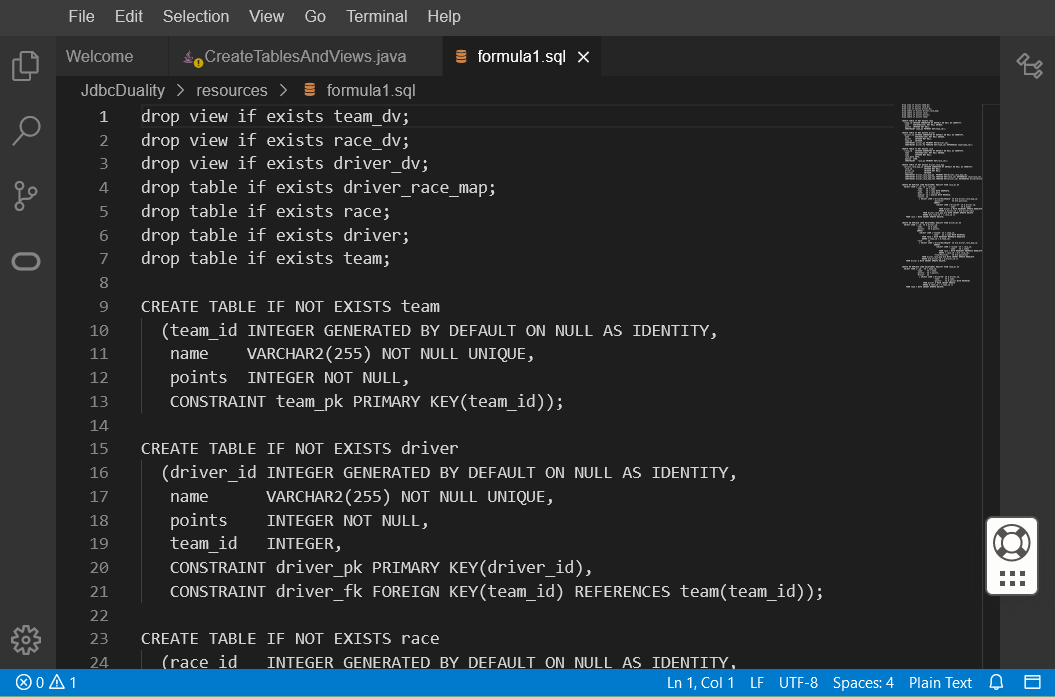 File Edit Selection View Go Terminal Help
Welcome CreateTablesAndViews.java formula1.sql
JdbcDuality > resources > formula1.sql
1 drop view if exists team_dv;
2 drop view if exists race_dv;
3 drop view if exists driver_dv;
4 drop table if exists driver_race_map;
5 drop table if exists race;
6 drop table if exists driver;
7 drop table if exists team;
8
9 CREATE TABLE IF NOT EXISTS team
10 (team_id INTEGER GENERATED BY DEFAULT ON NULL AS IDENTITY,
11 name VARCHAR2(255) NOT NULL UNIQUE,
12 points INTEGER NOT NULL,
13 CONSTRAINT team_pk PRIMARY KEY(team_id));
14
15 CREATE TABLE IF NOT EXISTS driver
16 (driver_id INTEGER GENERATED BY DEFAULT ON NULL AS IDENTITY,
17 name VARCHAR2(255) NOT NULL UNIQUE,
18 points INTEGER NOT NULL,
19 team_id INTEGER,
20 CONSTRAINT driver_pk PRIMARY KEY(driver_id),
21 CONSTRAINT driver_fk FOREIGN KEY(team_id) REFERENCES team(team_id));
22
23 CREATE TABLE IF NOT EXISTS race
24 (race_id INTEGER GENERATED BY DEFAULT ON NULL AS IDENTITY,
0 1 Ln 1, Col 1 LF UTF-8 Spaces: 4 Plain Text